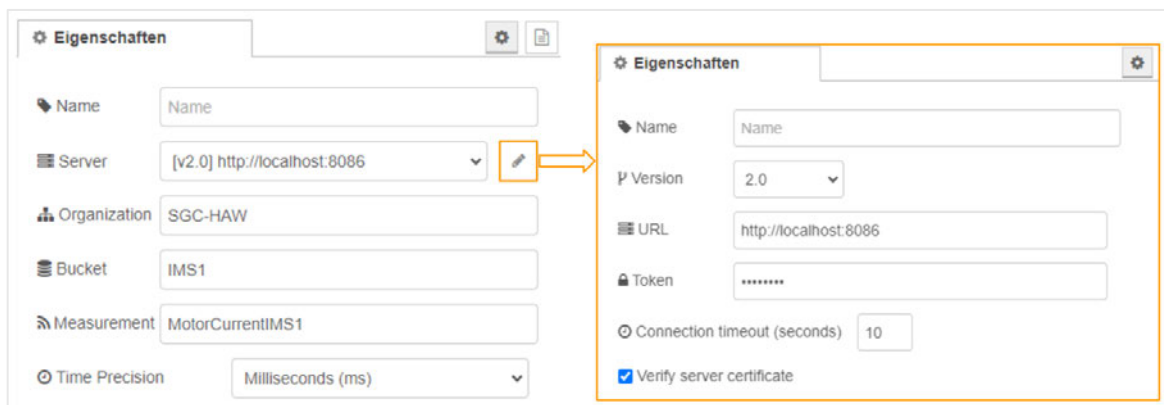 Eigenschaften
Name Name
Server [v2.0] http://localhost:8086
Organization SGC-HAW
Bucket IMS1
Measurement MotorCurrentIMS1
Time Precision Milliseconds (ms)
Eigenschaften
Name Name
Version 2.0
URL http://localhost:8086
Token ••••••••
Connection timeout (seconds) 10
Verify server certificate